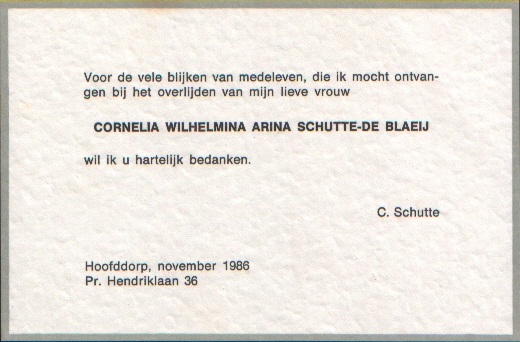 Voor de vele blijken van medeleven, die ik mocht ontvan-
gen bij het overlijden van mijn lieve vrouw
CORNELIA WILHELMINA ARINA SCHUTTE-DE BLAEIJ
wil ik u hartelijk bedanken.
C. Schutte
Hoofddorp, november 1986
Pr. Hendriklaan 36